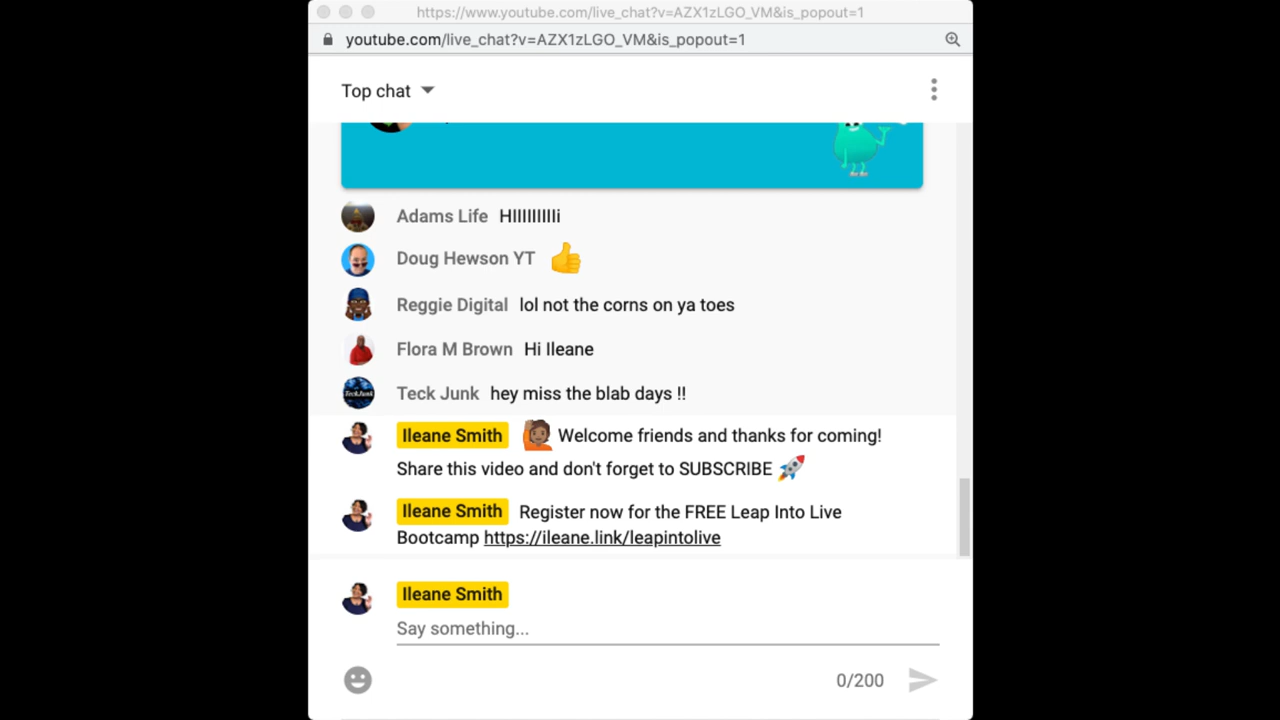 https://www.youtube.com/live_chat?v=AZX1zLGO_VM&is_popout=1
youtube.com/live_chat?v=AZX1zLGO_VM&is_popout=1
Top chat
Adams Life HIIIIIIIIIi
Doug Hewson YT 👍
Reggie Digital lol not the corns on ya toes
Flora M Brown Hi Ileane
TeckJunk
Teck Junk hey miss the blab days !!
Ileane Smith 🙋🏽 Welcome friends and thanks for coming!
Share this video and don't forget to SUBSCRIBE 🚀
Ileane Smith Register now for the FREE Leap Into Live
Bootcamp https://ileane.link/leapintolive
Ileane Smith
Say something...
0/200